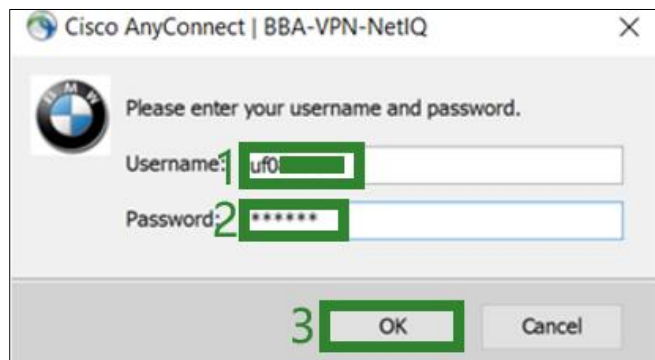 Cisco AnyConnect | BBA-VPN-NetIQ
BMW
Please enter your username and password.
Username: 1 uf0
Password: 2 ******
3 OK Cancel